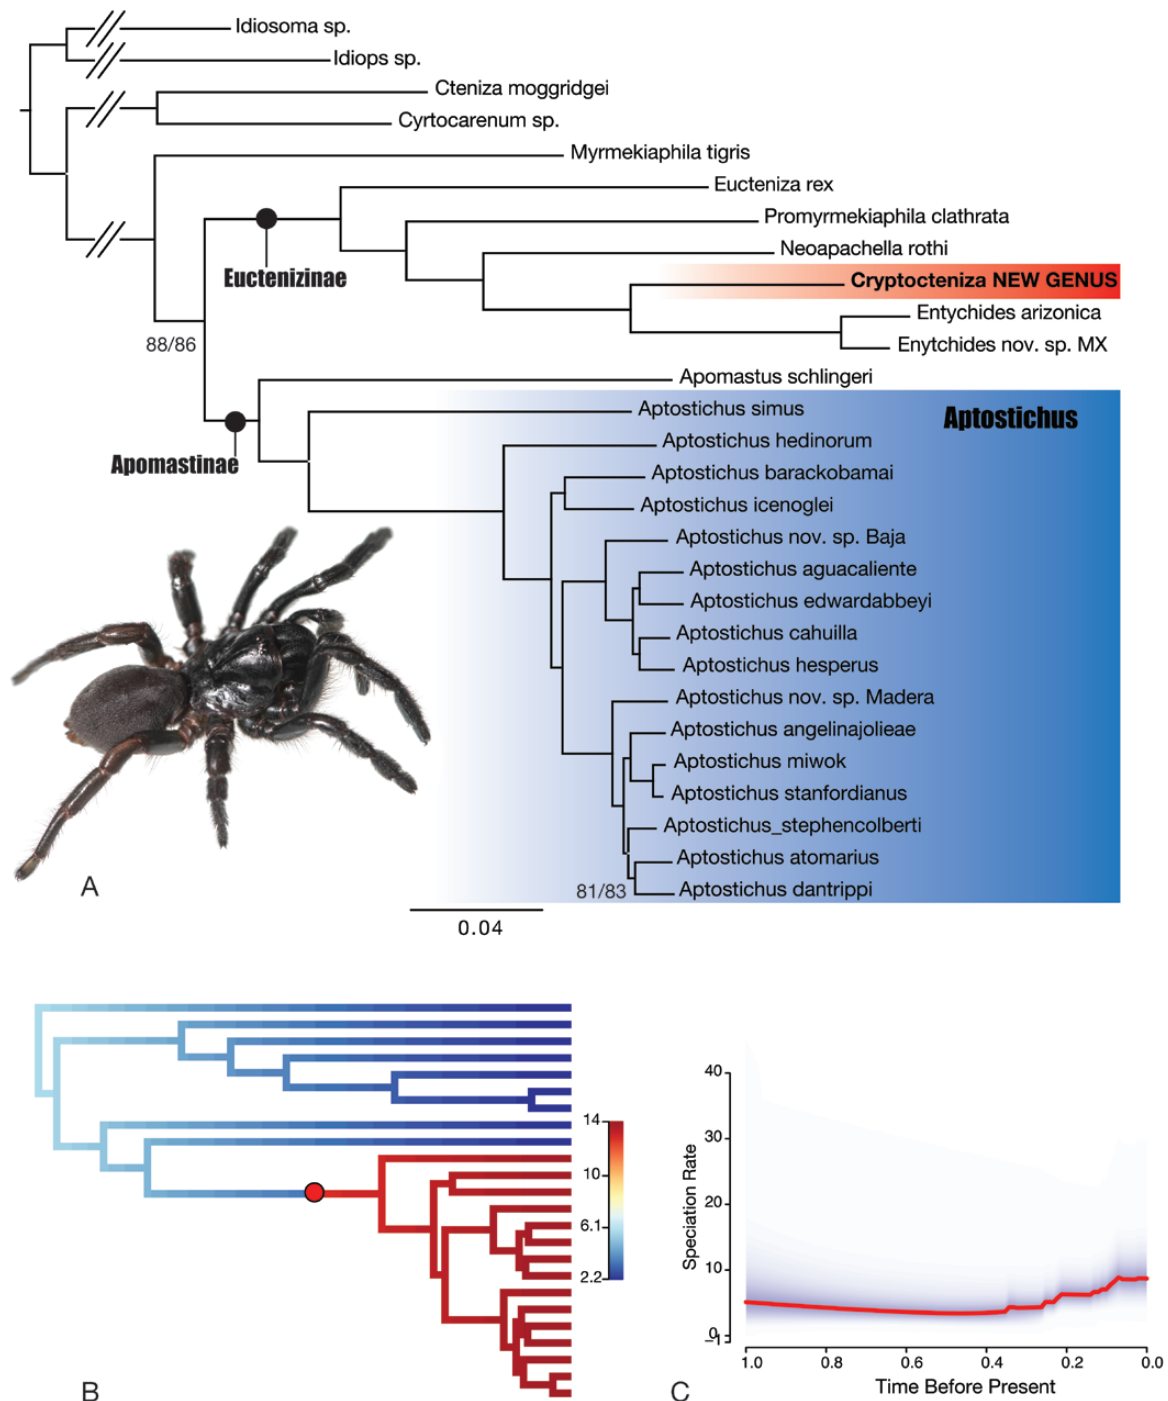 Idiosoma sp.
Idiops sp.
Cteniza moggridgei
Cyrtocarenum sp.
Myrmekiaphila tigris
Eucteniza rex
Promyrmekiaphila clathrata
Neoapachella rothi
Euctenizinae
Cryptocteniza NEW GENUS
Entychides arizonica
88/86
Enytchides nov. sp. MX
Apomastus schlingeri
Aptostichus simus
Aptostichus
Aptostichus hedinorum
Apomastinae
Aptostichus barackobamai
Aptostichus icenoglei
Aptostichus nov. sp. Baja
Aptostichus aguacaliente
Aptostichus edwardabbeyi
Aptostichus cahuilla
Aptostichus hesperus
Aptostichus nov. sp. Madera
Aptostichus angelinajolieae
Aptostichus miwok
Aptostichus stanfordianus
Aptostichus_stephencolberti
Aptostichus atomarius
81/83
Aptostichus dantrippi
A
0.04
14
10
6.1
2.2
B
40
30
20
10
0
-1
Speciation Rate
1.0 0.8 0.6 0.4 0.2 0.0
Time Before Present
C